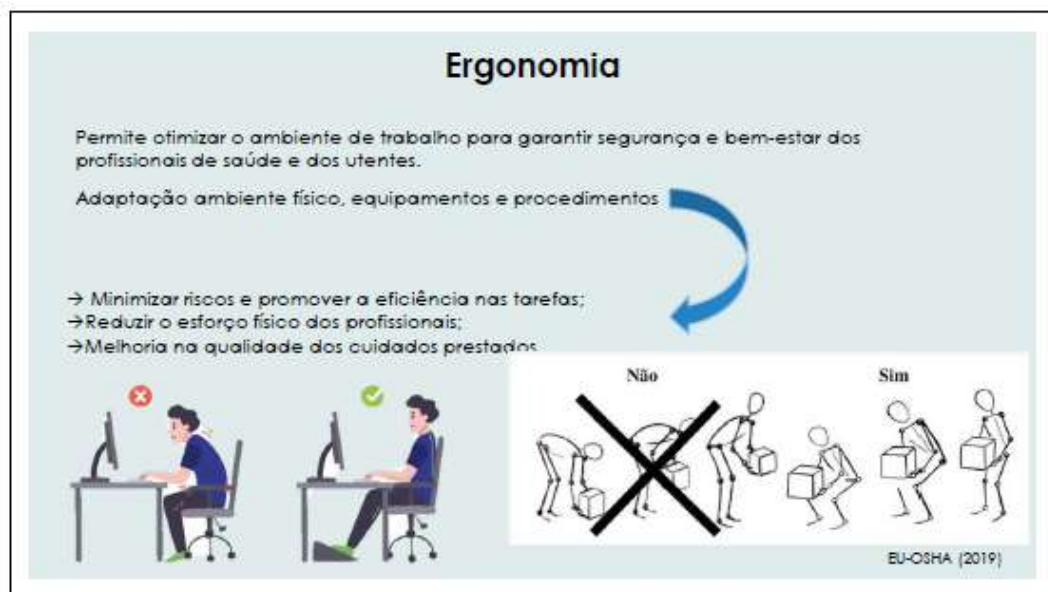 Ergonomia
Permite otimizar o ambiente de trabalho para garantir segurança e bem-estar dos
profissionais de saúde e dos utentes.
Adaptação ambiente físico, equipamentos e procedimentos
→ Minimizar riscos e promover a eficiência nas tarefas;
→Reduzir o esforço físico dos profissionais;
→Melhoria na qualidade dos cuidados prestados
Não
Sim
EU-OSHA (2019)